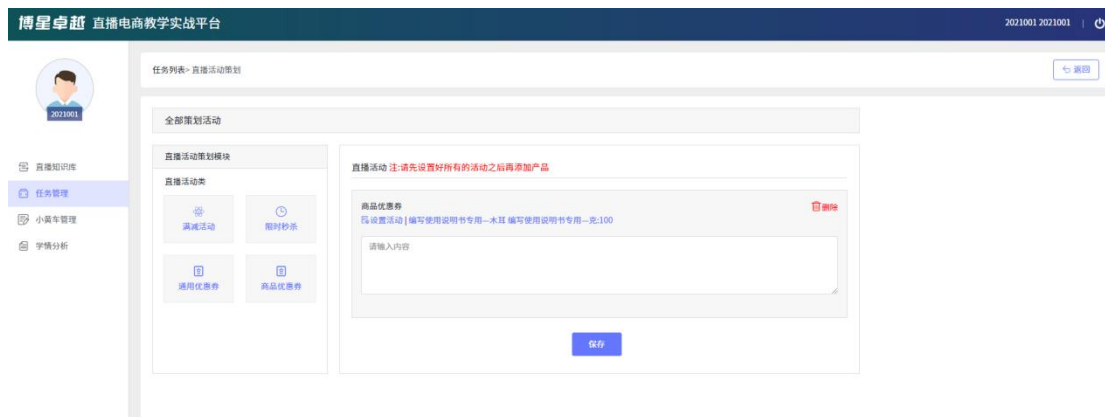 博星卓越 直播电商教学实战平台
2021001 2021001
任务列表> 直播活动策划
返回
2021001
全部策划活动
直播知识库
任务管理
小黄车管理
学情分析
直播活动策划模块
直播活动类
满减活动
限时秒杀
通用优惠券
商品优惠券
直播活动 注:请先设置好所有的活动之后再添加产品
商品优惠券
删除
设置活动 | 编写使用说明书专用—木耳 编写使用说明书专用—克:100
请输入内容
保存